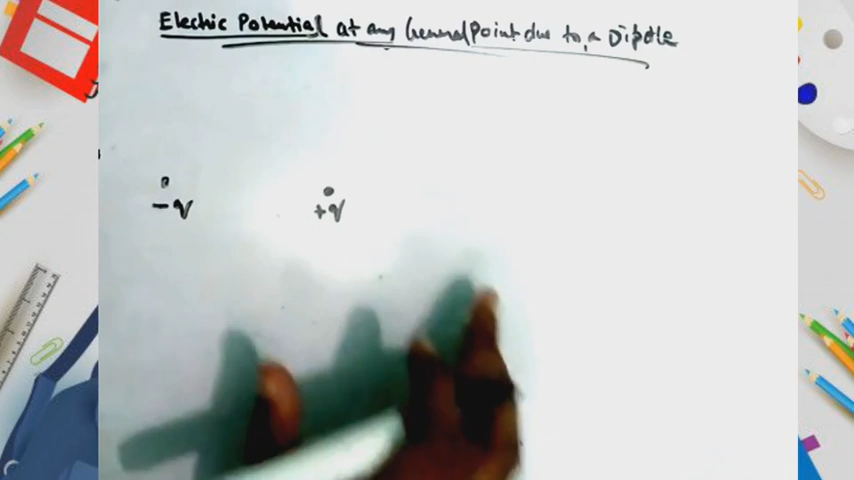 Electric Potential at any General Point due to a Dipole
-q +q